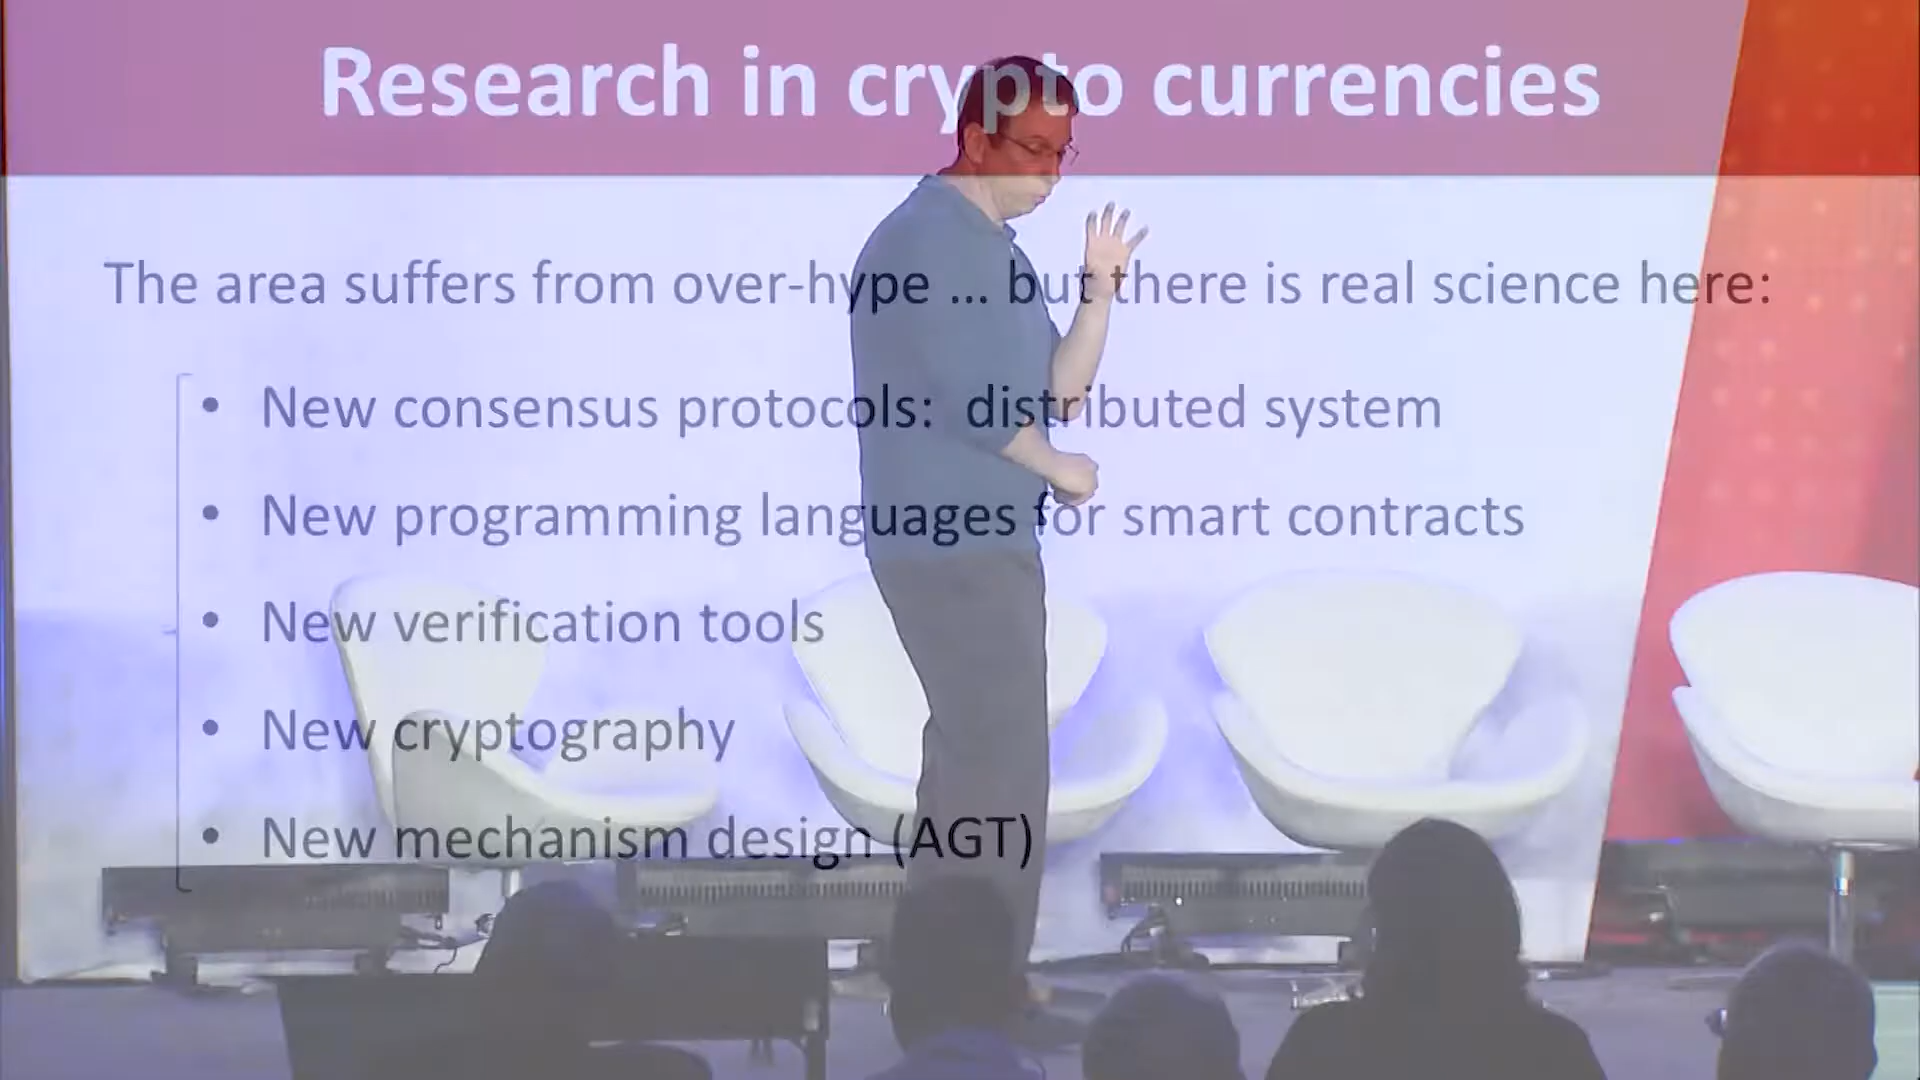 Research in crypto currencies
The area suffers from over-hype ... but there is real science here:
• New consensus protocols: distributed system
• New programming languages for smart contracts
• New verification tools
• New cryptography
• New mechanism design (AGT)